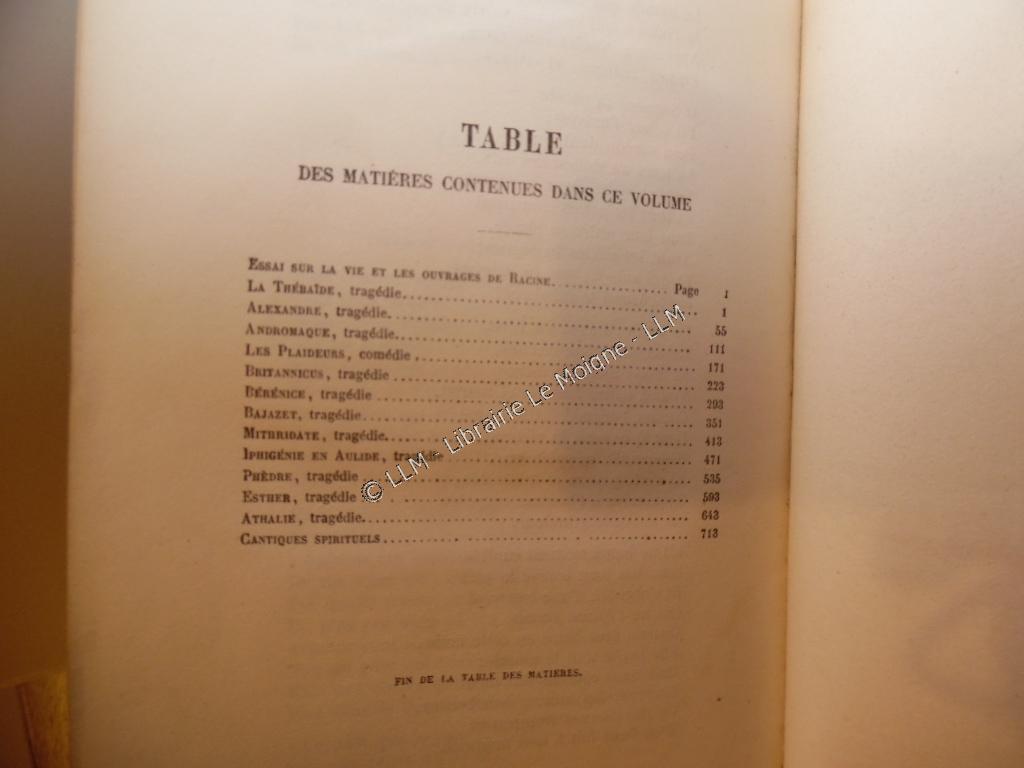 TABLE
DES MATIÈRES CONTENUES DANS CE VOLUME
ESSAI SUR LA VIE ET LES OUVRAGES DE RACINE. Page I
LA THÉBAÏDE, tragédie. 1
ALEXANDRE, tragédie. 55
ANDROMAQUE, tragédie. 111
LES PLAIDEURS, comédie 171
BRITANNICUS, tragédie 223
BÉRÉNICE, tragédie 293
BAJAZET, tragédie 351
MITHRIDATE, tragédie. 413
IPHIGÉNIE EN AULIDE, tragédie 471
PHÈDRE, tragédie 535
ESTHER, tragédie 593
ATHALIE, tragédie. 643
CANTIQUES SPIRITUELS 713
FIN DE LA TABLE DES MATIÈRES.
© LLM - Librairie Le Moigne - LLM